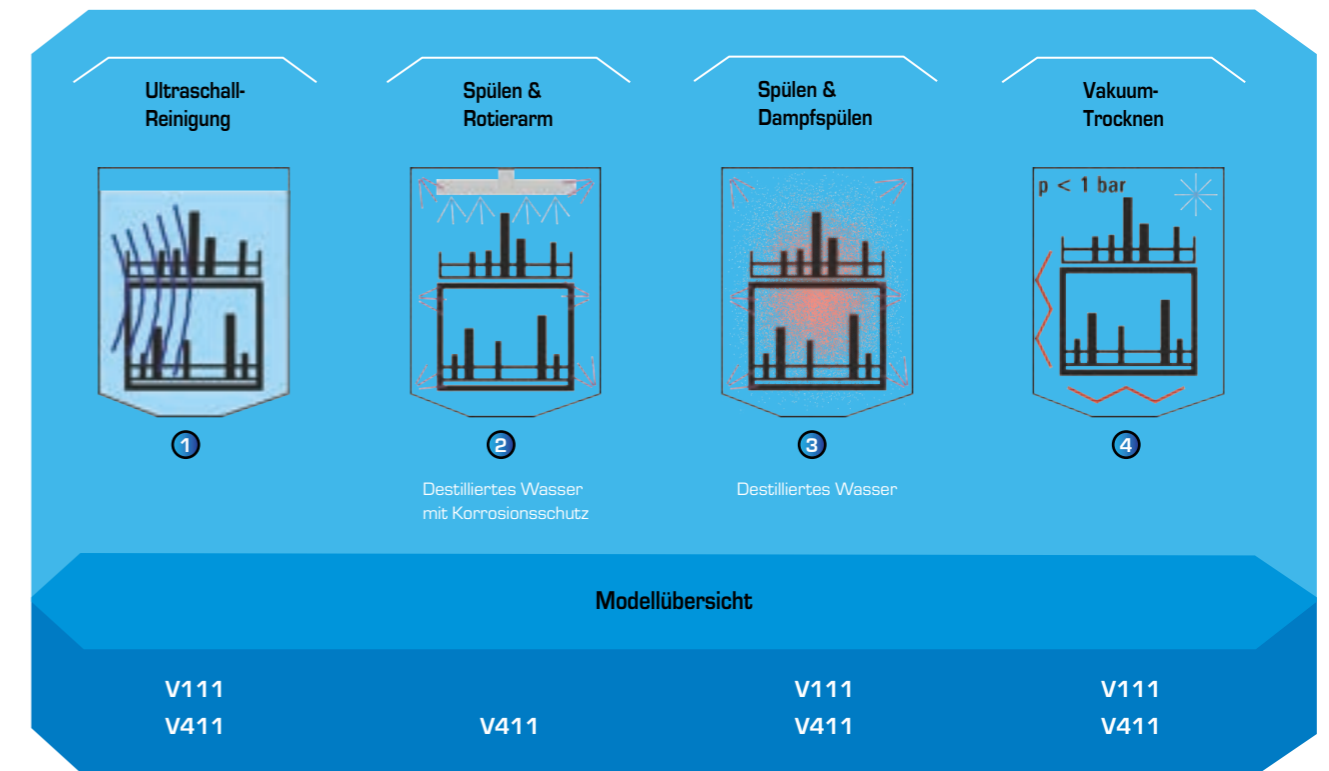 Ultraschall-
Reinigung
Spülen &
Rotierarm
Spülen &
Dampfspülen
Vakuum-
Trocknen
p < 1 bar
1
2
3
4
Destilliertes Wasser
mit Korrosionsschutz
Destilliertes Wasser
Modellübersicht
V111
V111
V111
V411
V411
V411
V411